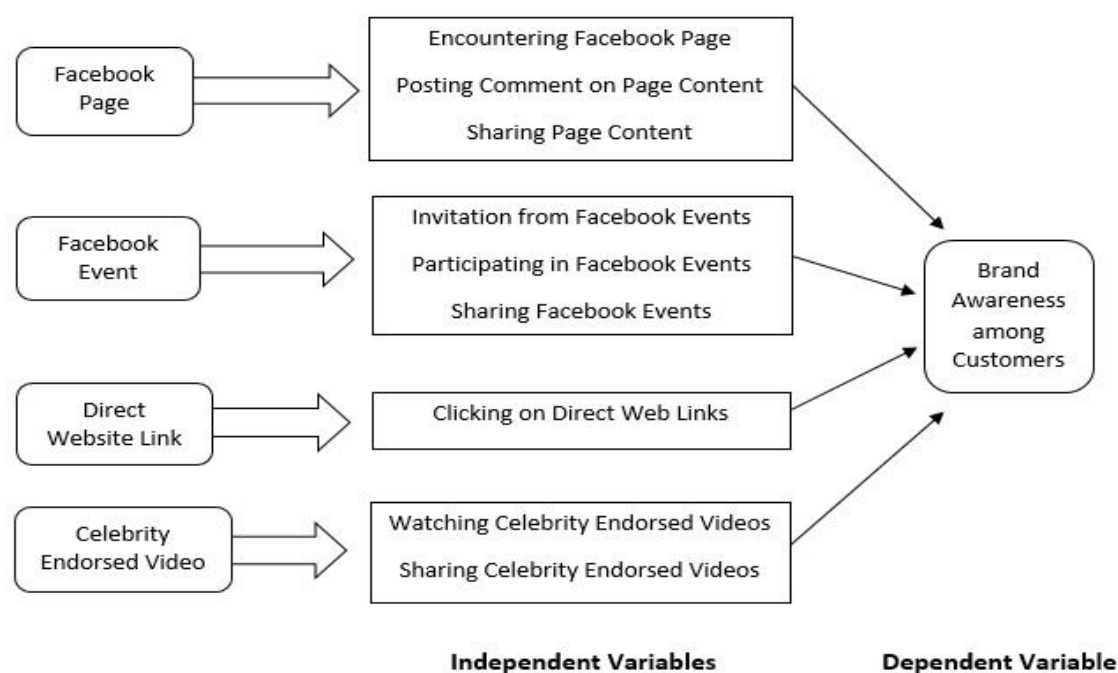 Facebook
Page
Encountering Facebook Page
Posting Comment on Page Content
Sharing Page Content
Facebook
Event
Invitation from Facebook Events
Participating in Facebook Events
Sharing Facebook Events
Direct
Website Link
Clicking on Direct Web Links
Celebrity
Endorsed Video
Watching Celebrity Endorsed Videos
Sharing Celebrity Endorsed Videos
Brand
Awareness
among
Customers
Independent Variables
Dependent Variable